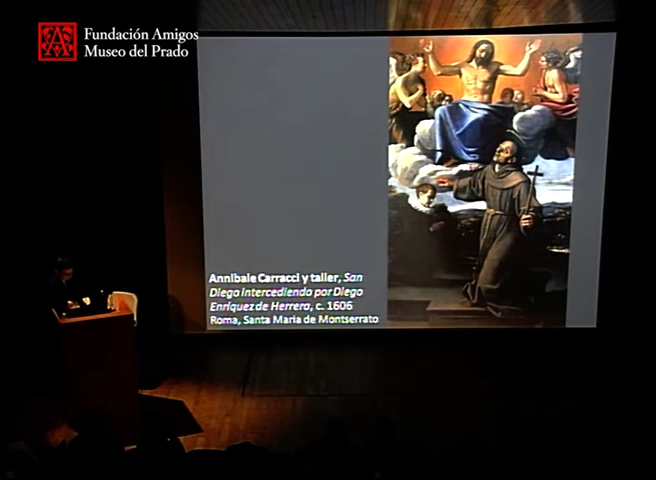 Fundación Amigos
Museo del Prado
Annibale Carracci y taller, San
Diego intercediendo por Diego
Enríquez de Herrera, c. 1606
Roma, Santa Maria de Montserrato